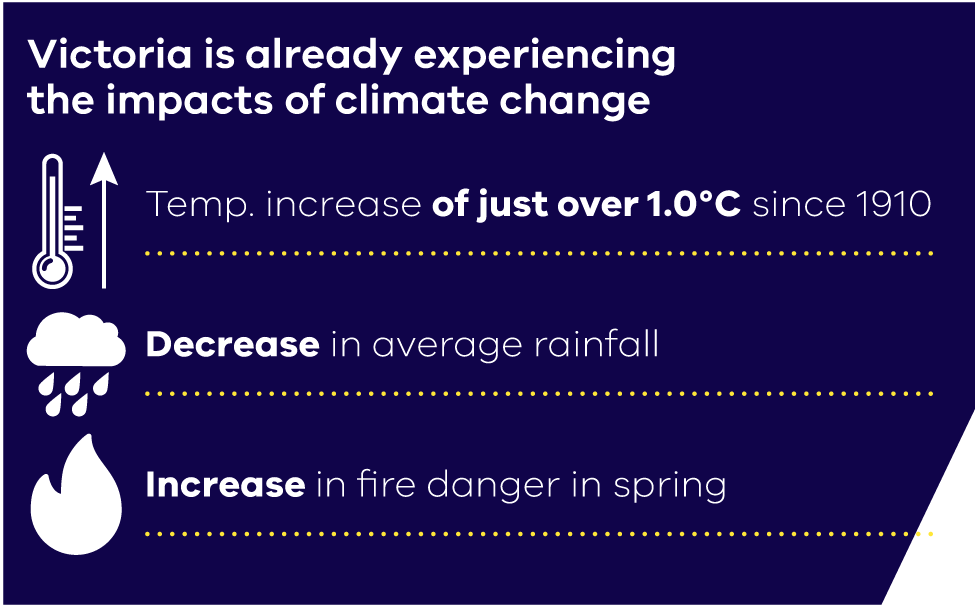 Victoria is already experiencing
the impacts of climate change
Temp. increase of just over 1.0°C since 1910
Decrease in average rainfall
Increase in fire danger in spring